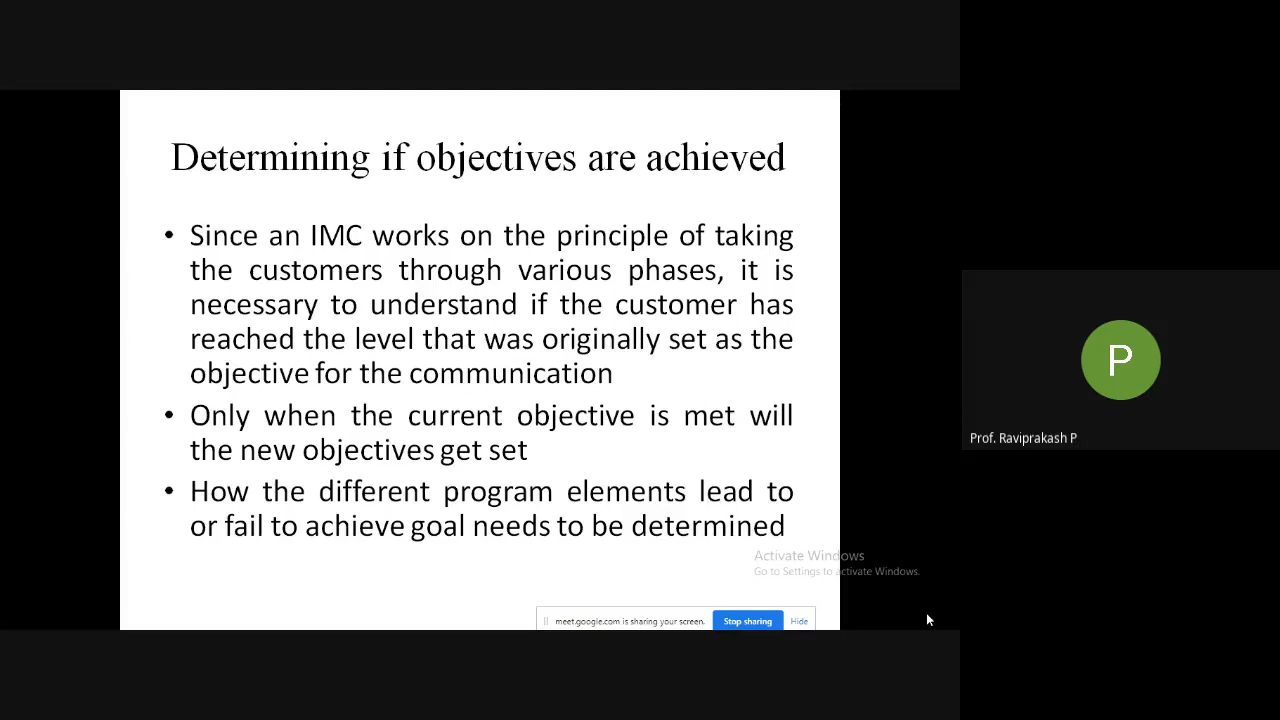 Determining if objectives are achieved
• Since an IMC works on the principle of taking
the customers through various phases, it is
necessary to understand if the customer has
reached the level that was originally set as the
objective for the communication
• Only when the current objective is met will
the new objectives get set
• How the different program elements lead to
or fail to achieve goal needs to be determined
Activate Windows
Go to Settings to activate Windows.
meet.google.com is sharing your screen. Stop sharing Hide
P
Prof. Raviprakash P